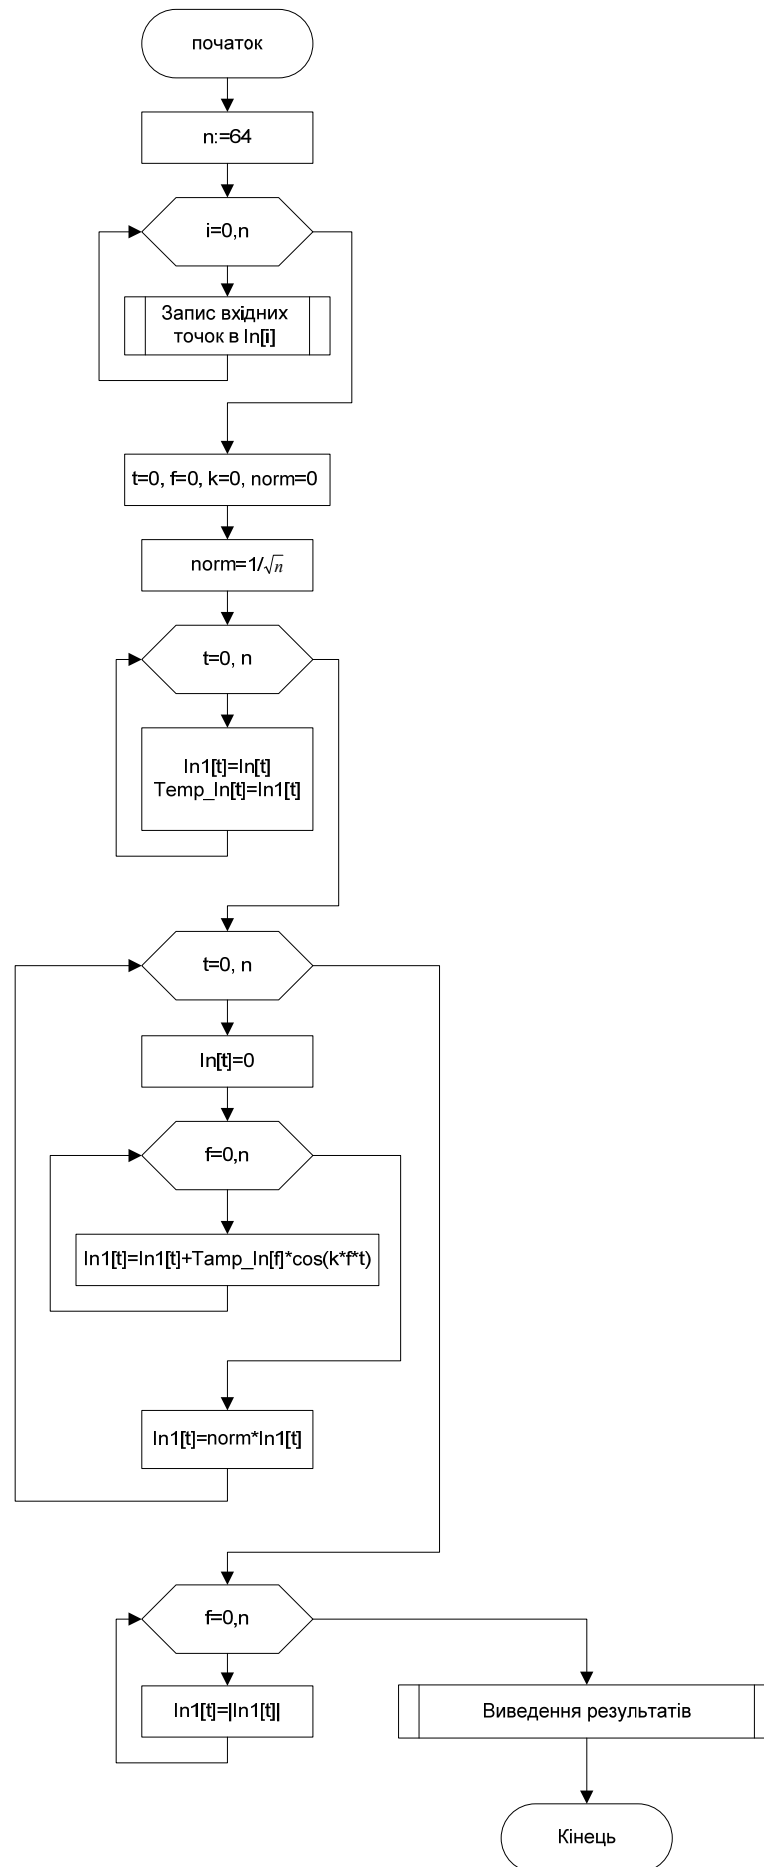 початок
n:=64
i=0,n
Запис вхідних
точок в In[i]
t=0, f=0, k=0, norm=0
norm=1/√n
t=0, n
In1[t]=In[t]
Temp_In[t]=In1[t]
t=0, n
In[t]=0
f=0,n
In1[t]=In1[t]+Tamp_In[f]*cos(k*f*t)
In1[t]=norm*In1[t]
f=0,n
In1[t]=|In1[t]|
Виведення результатів
Кінець